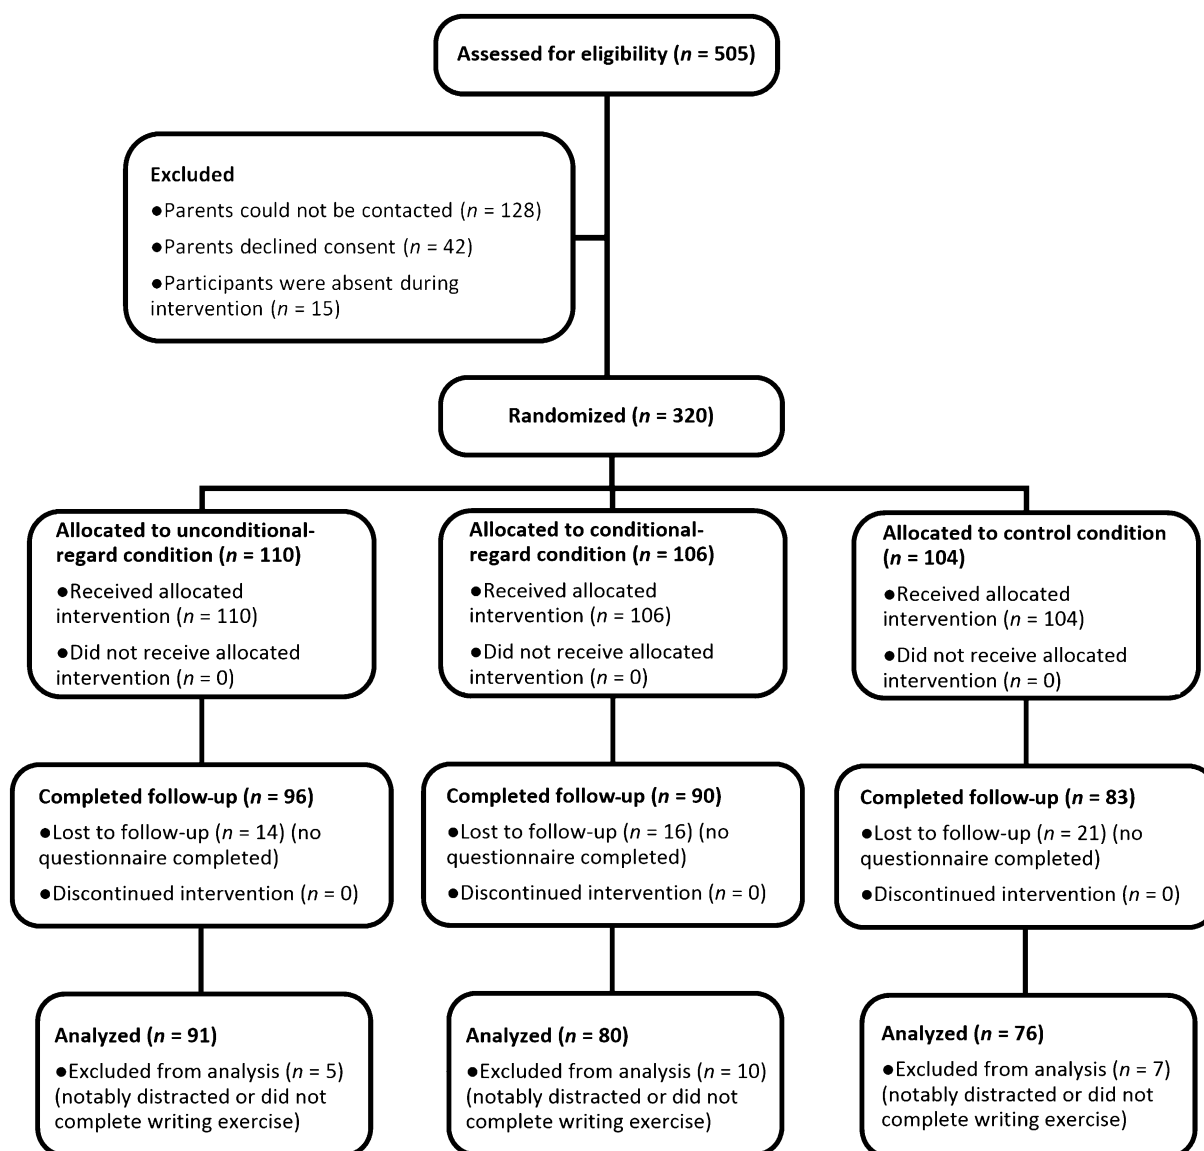 Assessed for eligibility (n = 505)
Excluded
●Parents could not be contacted (n = 128)
●Parents declined consent (n = 42)
●Participants were absent during
intervention (n = 15)
Randomized (n = 320)
Allocated to unconditional-
regard condition (n = 110)
●Received allocated
intervention (n = 110)
●Did not receive allocated
intervention (n = 0)
Allocated to conditional-
regard condition (n = 106)
●Received allocated
intervention (n = 106)
●Did not receive allocated
intervention (n = 0)
Allocated to control condition
(n = 104)
●Received allocated
intervention (n = 104)
●Did not receive allocated
intervention (n = 0)
Completed follow-up (n = 96)
●Lost to follow-up (n = 14) (no
questionnaire completed)
●Discontinued intervention (n = 0)
Completed follow-up (n = 90)
●Lost to follow-up (n = 16) (no
questionnaire completed)
●Discontinued intervention (n = 0)
Completed follow-up (n = 83)
●Lost to follow-up (n = 21) (no
questionnaire completed)
●Discontinued intervention (n = 0)
Analyzed (n = 91)
●Excluded from analysis (n = 5)
(notably distracted or did not
complete writing exercise)
Analyzed (n = 80)
●Excluded from analysis (n = 10)
(notably distracted or did not
complete writing exercise)
Analyzed (n = 76)
●Excluded from analysis (n = 7)
(notably distracted or did not
complete writing exercise)